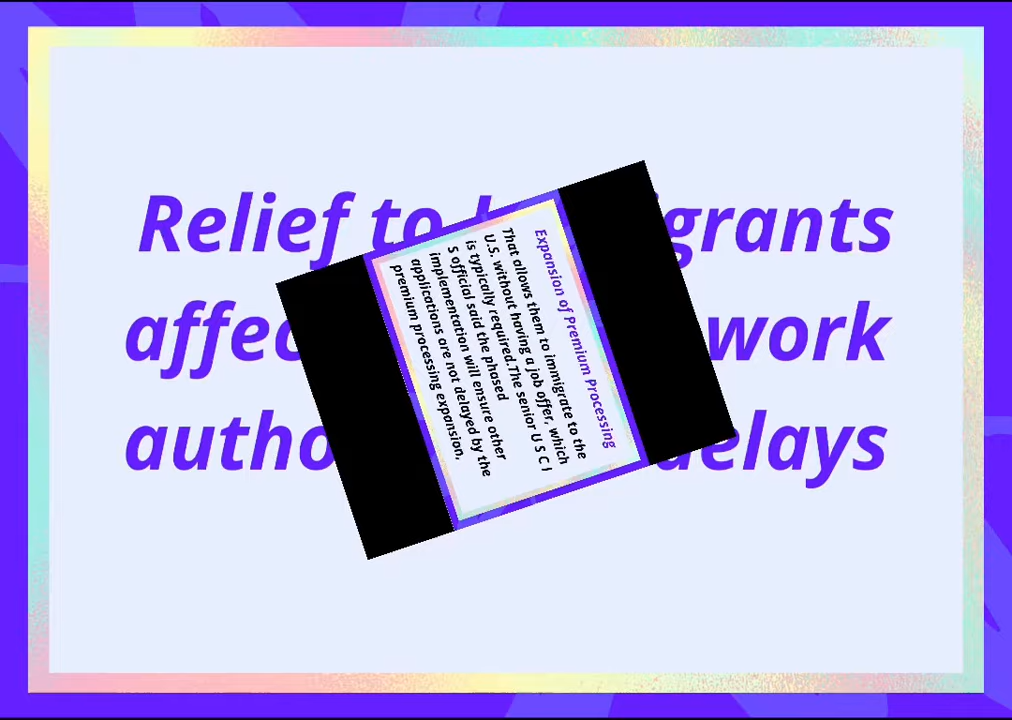 Relief to
grants
affec
work
autho
delays
Expansion of Premium Processing
That allows them to immigrate to the
U.S. without having a job offer, which
is typically required.The senior U S C I
S official said the phased
implementation will ensure other
applications are not delayed by the
premium processing expansion.